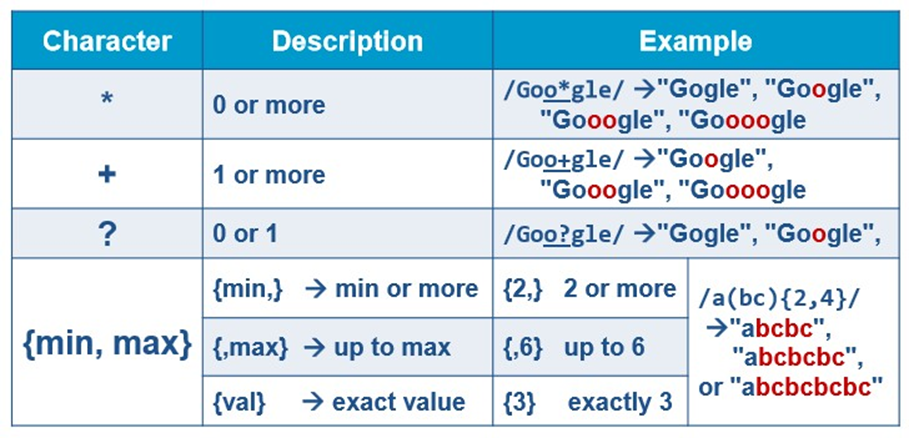 Character Description Example
* 0 or more /Goo*gle/ →"Gogle", "Google",
"Gooogle", "Goooogle
+ 1 or more /Goo+gle/ →"Google",
"Gooogle", "Goooogle
? 0 or 1 /Goo?gle/ →"Gogle", "Google",
{min, max}
{min,} → min or more {2,} 2 or more
{,max} → up to max {,6} up to 6
{val} → exact value {3} exactly 3
/a(bc){2,4}/
→"abcbc",
"abcbcbc",
or "abcbcbcbc"